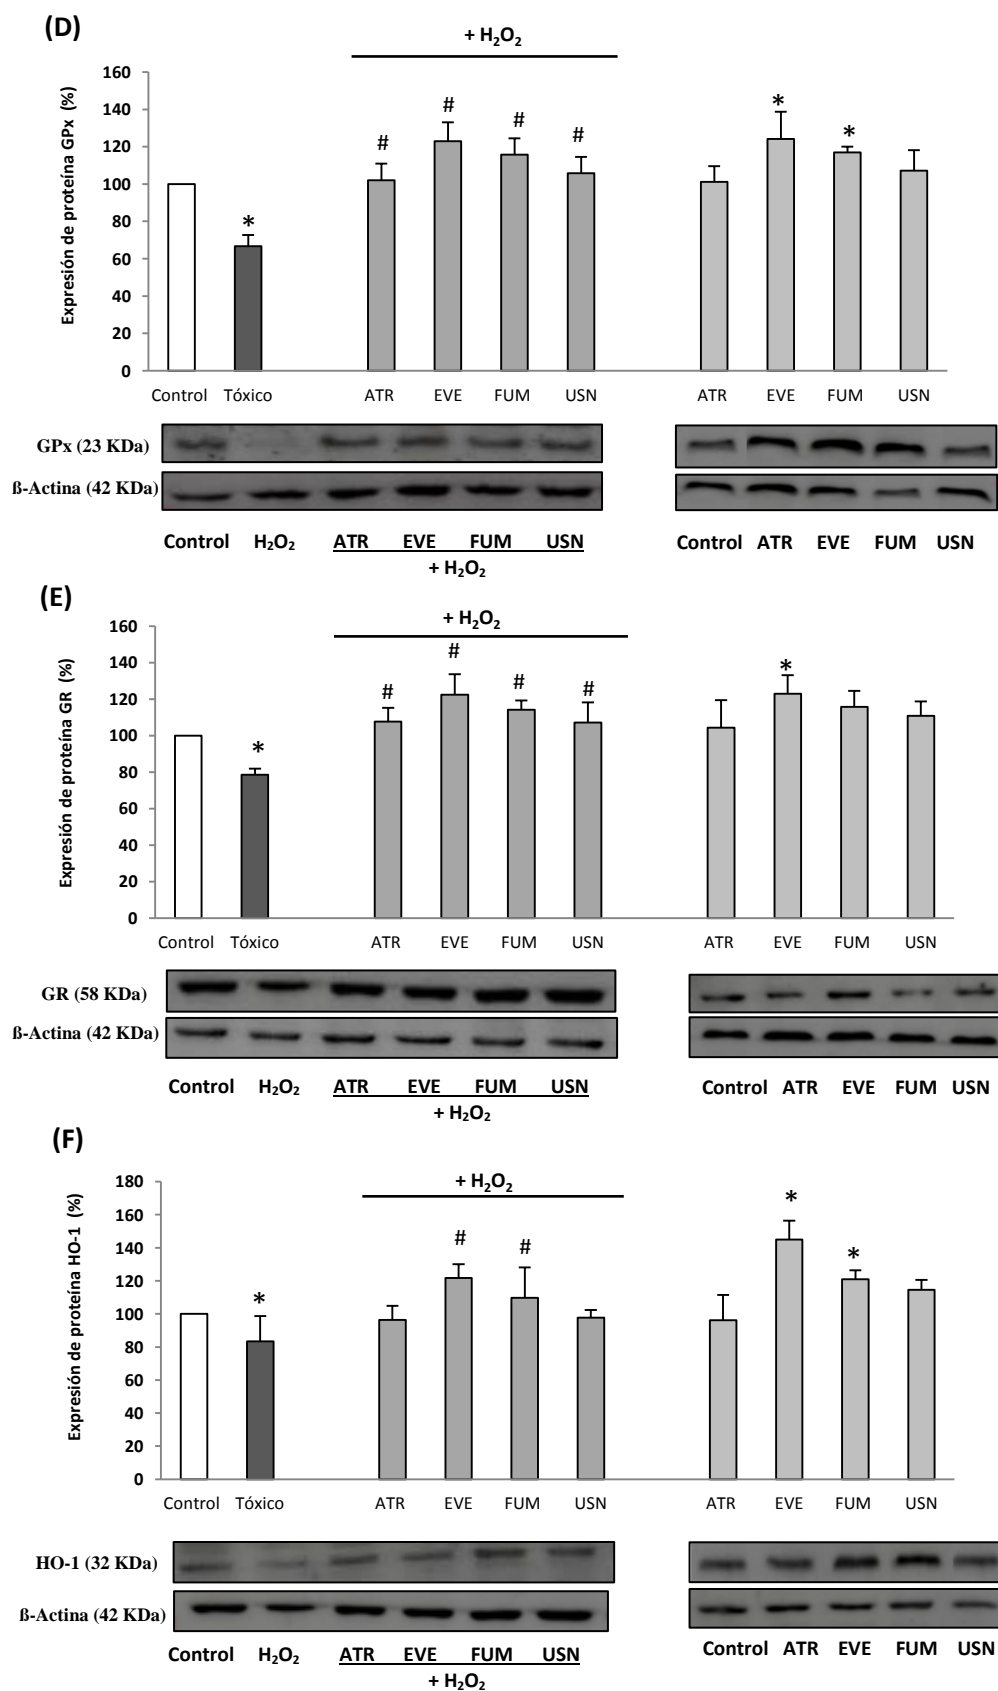 (D)
+ H₂O₂
Expresión de proteína GPx (%)
160
140
120
100
80
60
40
20
0
*
# # # #
* *
Control Tóxico ATR EVE FUM USN ATR EVE FUM USN
GPx (23 KDa)
ß-Actina (42 KDa)
Control H₂O₂ ATR EVE FUM USN Control ATR EVE FUM USN
+ H₂O₂
(E)
+ H₂O₂
Expresión de proteína GR (%)
160
140
120
100
80
60
40
20
0
*
# # # #
*
Control Tóxico ATR EVE FUM USN ATR EVE FUM USN
GR (58 KDa)
ß-Actina (42 KDa)
Control H₂O₂ ATR EVE FUM USN Control ATR EVE FUM USN
+ H₂O₂
(F)
+ H₂O₂
Expresión de proteína HO-1 (%)
180
160
140
120
100
80
60
40
20
0
*
# #
* *
Control Tóxico ATR EVE FUM USN ATR EVE FUM USN
HO-1 (32 KDa)
ß-Actina (42 KDa)
Control H₂O₂ ATR EVE FUM USN Control ATR EVE FUM USN
+ H₂O₂